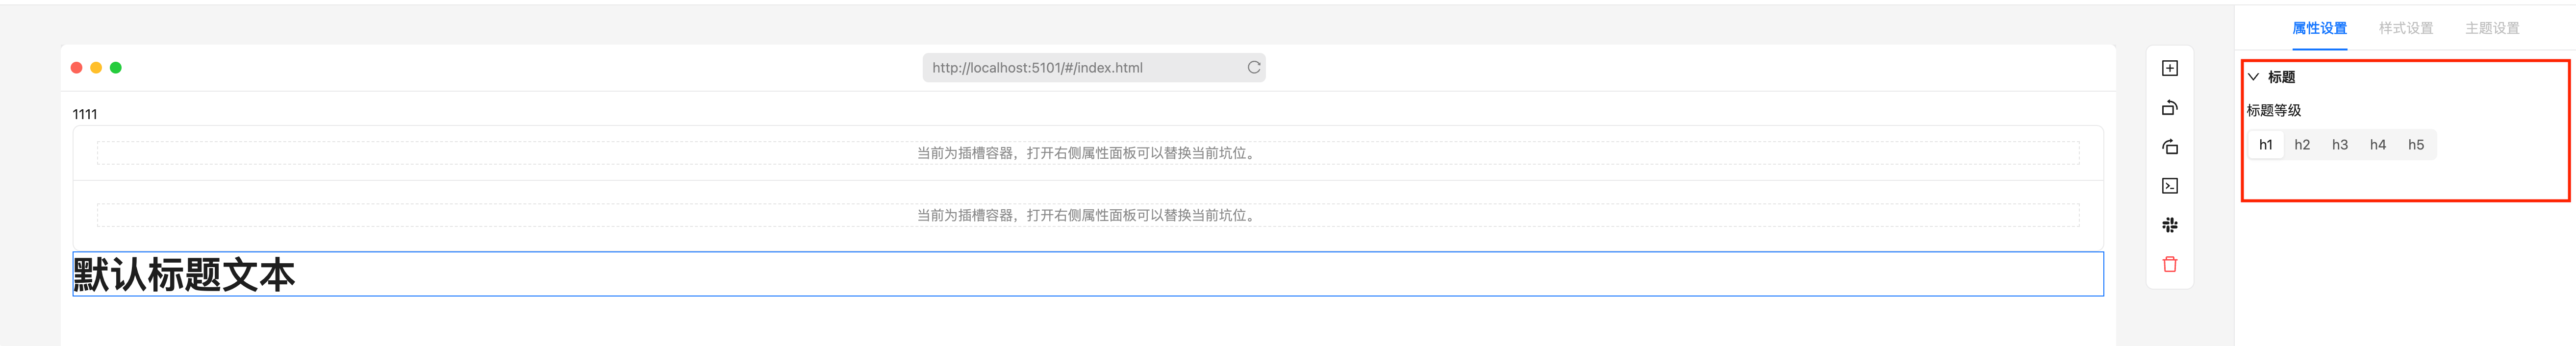 属性设置 样式设置 主题设置
http://localhost:5101/#/index.html
标题
1111
标题等级
h1 h2 h3 h4 h5
当前为插槽容器，打开右侧属性面板可以替换当前坑位。
当前为插槽容器，打开右侧属性面板可以替换当前坑位。
默认标题文本